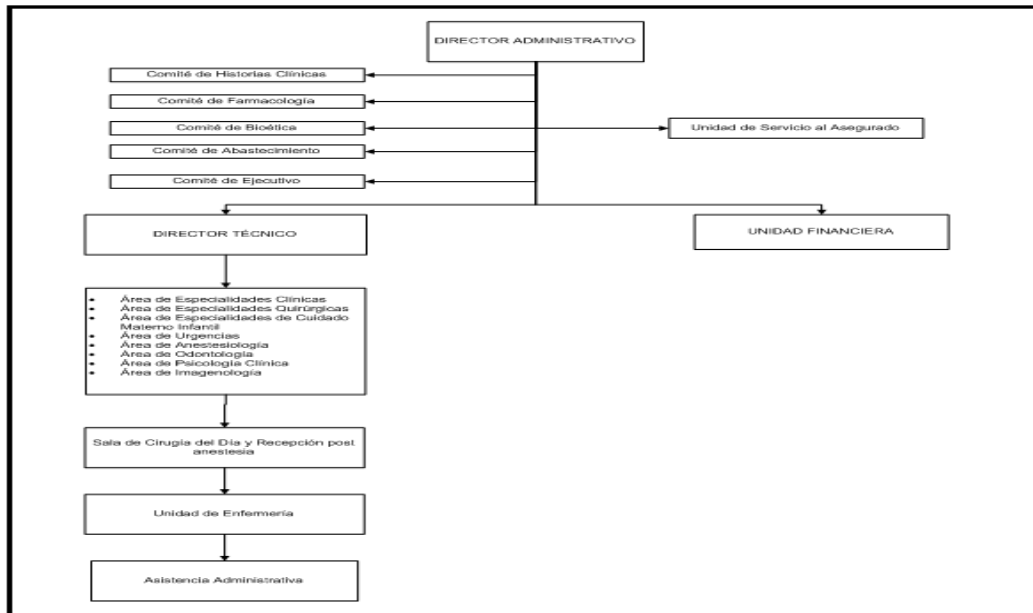 DIRECTOR ADMINISTRATIVO
Comité de Historias Clínicas
Comité de Farmacología
Comité de Bioética
Unidad de Servicio al Asegurado
Comité de Abastecimiento
Comité de Ejecutivo
DIRECTOR TÉCNICO
UNIDAD FINANCIERA
• Área de Especialidades Clínicas
• Área de Especialidades Quirúrgicas
• Área de Especialidades de Cuidado
Materno Infantil
• Área de Urgencias
• Área de Anestesiología
• Área de Odontología
• Área de Psicología Clínica
• Área de Imagenología
Sala de Cirugía del Día y Recepción post
anestesia
Unidad de Enfermería
Asistencia Administrativa